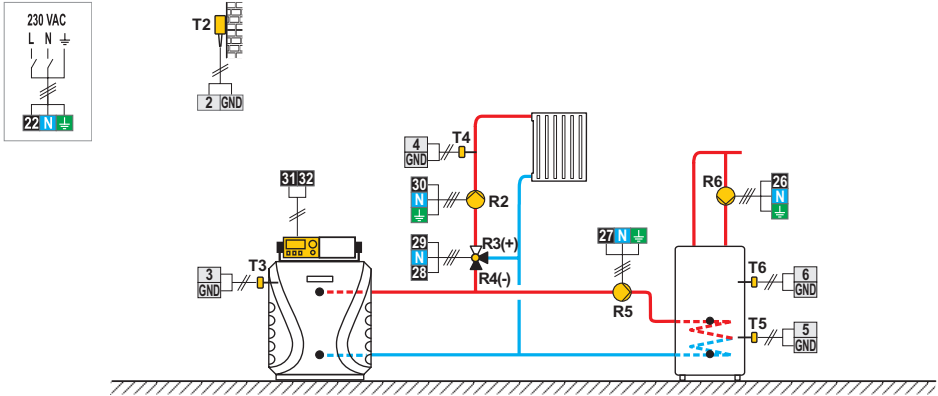 230 VAC
L N
22 N
T2
2 GND
4
GND
T4
30
N
R2
31 32
29
N
28
R3(+)
R4(-)
3
GND
T3
27 N
R5
R6
26
N
T6
6
GND
T5
5
GND